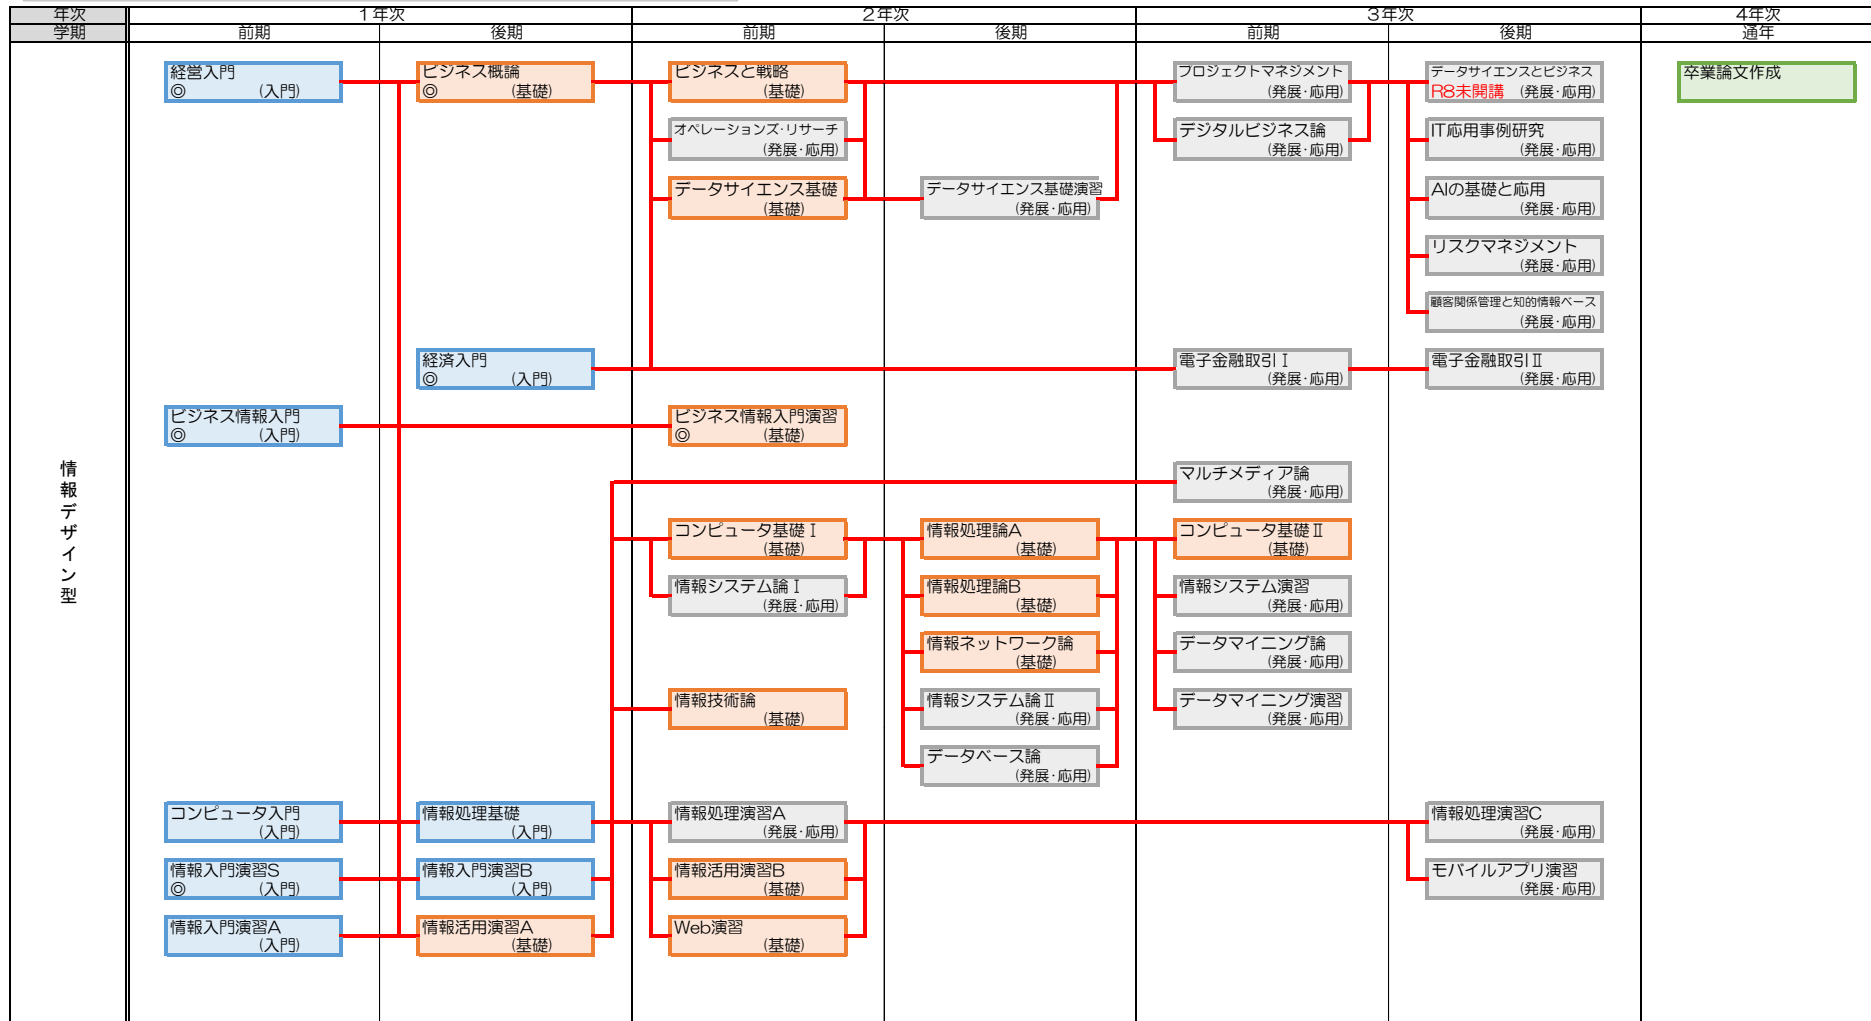 年次 1年次 2年次 3年次 4年次
学期 前期 後期 前期 後期 前期 後期 通年
経営入門 ビジネス概論 ビジネスと戦略 プロジェクトマネジメント データサイエンスとビジネス 卒業論文作成
◎ (入門) ◎ (基礎) (基礎) (発展・応用) R8未開講 (発展・応用)
オペレーションズ・リサーチ デジタルビジネス論 IT応用事例研究
(発展・応用) (発展・応用) (発展・応用)
データサイエンス基礎 データサイエンス基礎演習 AIの基礎と応用
(基礎) (発展・応用) (発展・応用)
リスクマネジメント
(発展・応用)
顧客関係管理と知的情報ベース
(発展・応用)
経済入門 電子金融取引Ⅰ 電子金融取引Ⅱ
◎ (入門) (発展・応用) (発展・応用)
ビジネス情報入門 ビジネス情報入門演習
◎ (入門) ◎ (基礎)
情報デザイン型
マルチメディア論
(発展・応用)
コンピュータ基礎Ⅰ 情報処理論A コンピュータ基礎Ⅱ
(基礎) (基礎) (基礎)
情報システム論Ⅰ 情報処理論B 情報システム演習
(発展・応用) (基礎) (発展・応用)
情報ネットワーク論 データマイニング論
(基礎) (発展・応用)
情報技術論 情報システム論Ⅱ データマイニング演習
(基礎) (発展・応用) (発展・応用)
データベース論
(発展・応用)
コンピュータ入門 情報処理基礎 情報処理演習A 情報処理演習C
(入門) (入門) (発展・応用) (発展・応用)
情報入門演習S 情報入門演習B 情報活用演習B モバイルアプリ演習
◎ (入門) (入門) (基礎) (発展・応用)
情報入門演習A 情報活用演習A Web演習
(入門) (基礎) (基礎)